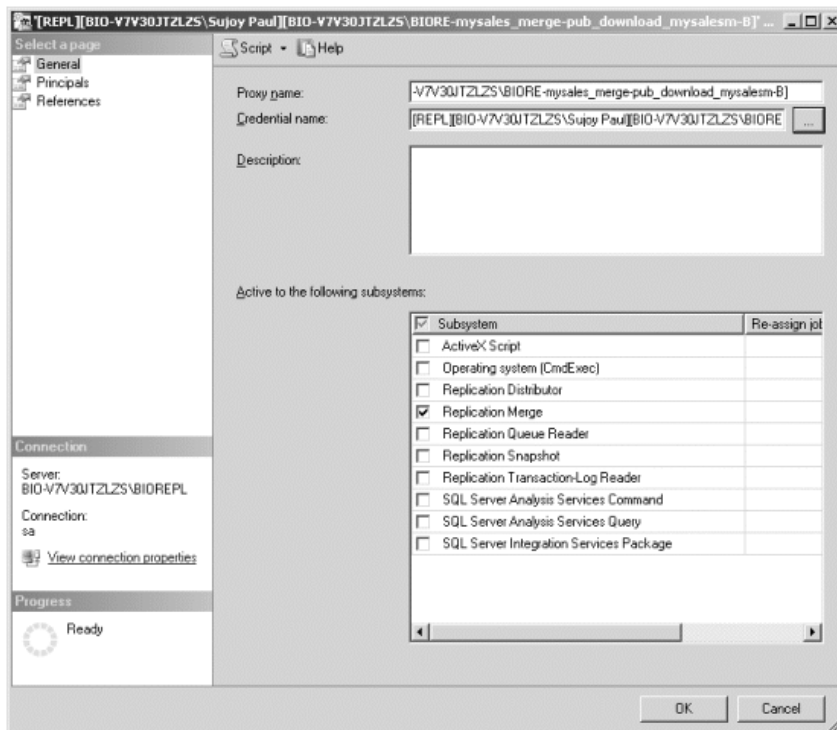 '[REPL][BIO-V7V30JTZLZS\Sujoy Paul][BIO-V7V30JTZLZS\BIORE-mysales_merge-pub_download_mysalesm-B]' ...
Select a page
General
Principals
References
Script
Help
Proxy name:
-V7V30JTZLZS\BIORE-mysales_merge-pub_download_mysalesm-B]
Credential name:
[REPL][BIO-V7V30JTZLZS\Sujoy Paul][BIO-V7V30JTZLZS\BIORE
...
Description:
Active to the following subsystems:
Subsystem
Re-assign job
ActiveX Script
Operating system (CmdExec)
Replication Distributor
Replication Merge
Replication Queue Reader
Replication Snapshot
Replication Transaction-Log Reader
SQL Server Analysis Services Command
SQL Server Analysis Services Query
SQL Server Integration Services Package
Connection
Server:
BIO-V7V30JTZLZS\BIOREPL
Connection:
sa
View connection properties
Progress
Ready
OK
Cancel